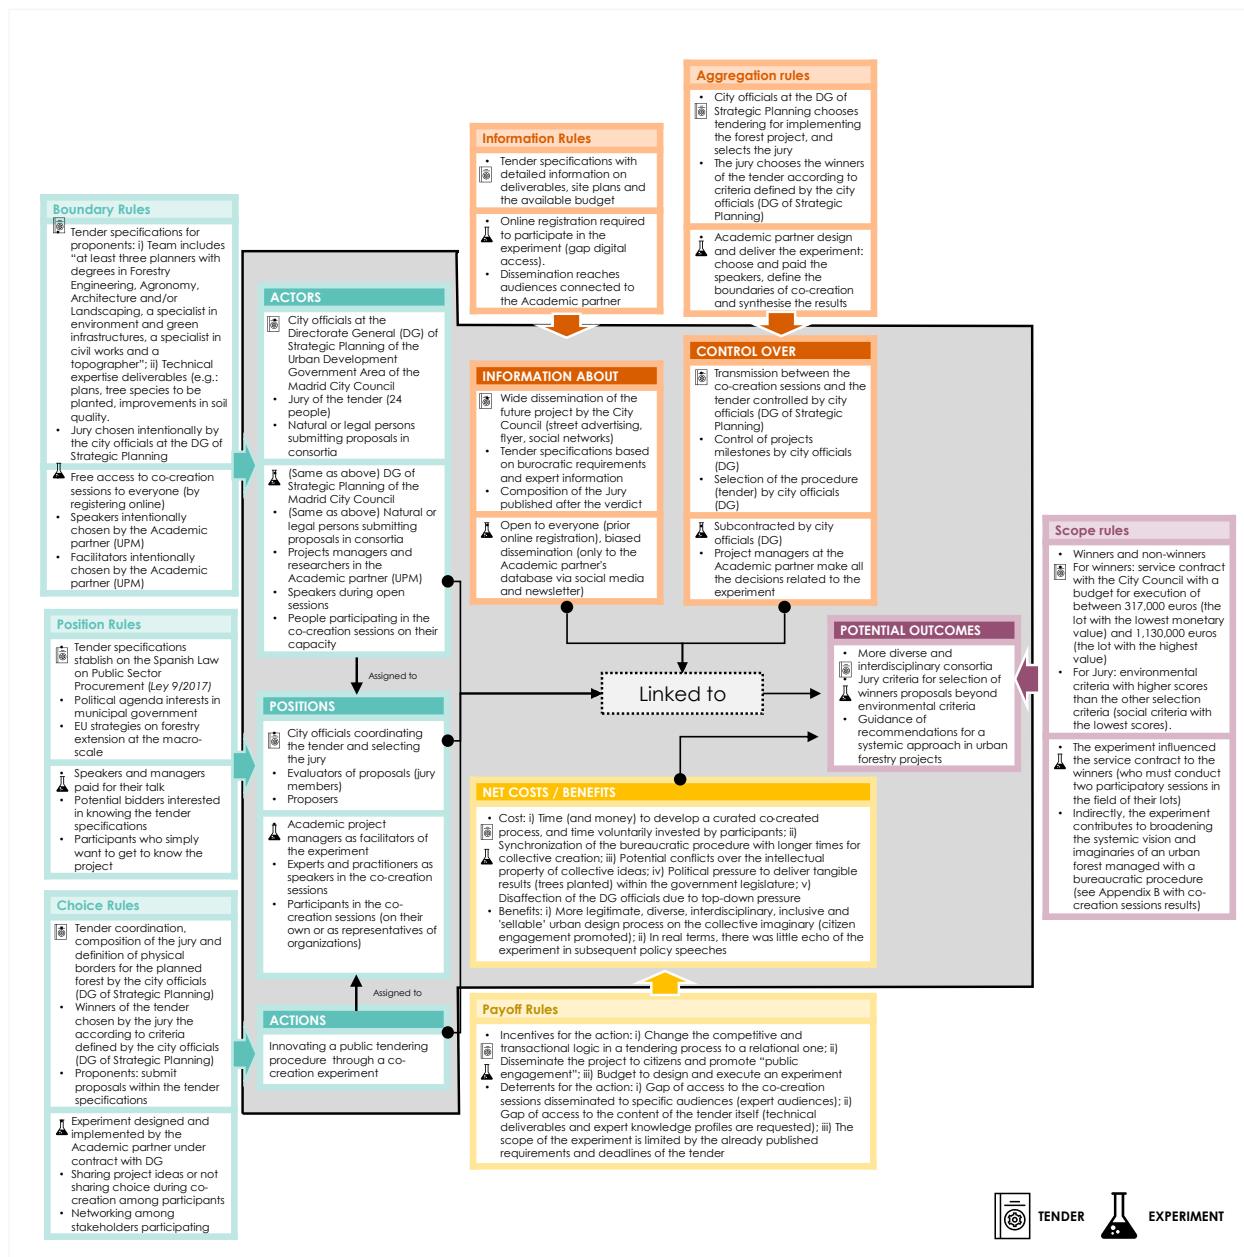 Aggregation rules
• City officials at the DG of
Strategic Planning chooses
tendering for implementing
the forest project, and
selects the jury
• The jury chooses the winners
of the tender according to
criteria defined by the city
officials (DG of Strategic
Planning)
• Academic partner design
and deliver the experiment:
choose and paid the
speakers, define the
boundaries of co-creation
and synthesise the results
Information Rules
• Tender specifications with
detailed information on
deliverables, site plans and
the available budget
• Online registration required
to participate in the
experiment (gap digital
access).
• Dissemination reaches
audiences connected to
the Academic partner
Boundary Rules
• Tender specifications for
proponents: i) Team includes
“at least three planners with
degrees in Forestry
Engineering, Agronomy,
Architecture and/or
Landscaping, a specialist in
environment and green
infrastructures, a specialist in
civil works and a
topographer”; ii) Technical
expertise deliverables (e.g.:
plans, tree species to be
planted, improvements in soil
quality.
• Jury chosen intentionally by
the city officials at the DG of
Strategic Planning
• Free access to co-creation
sessions to everyone (by
registering online)
• Speakers intentionally
chosen by the Academic
partner (UPM)
• Facilitators intentionally
chosen by the Academic
partner (UPM)
ACTORS
• City officials at the
Directorate General (DG) of
Strategic Planning of the
Urban Development
Government Area of the
Madrid City Council
• Jury of the tender (24
people)
• Natural or legal persons
submitting proposals in
consortia
• (Same as above) DG of
Strategic Planning of the
Madrid City Council
• (Same as above) Natural or
legal persons submitting
proposals in consortia
• Projects managers and
researchers in the
Academic partner (UPM)
• Speakers during open
sessions
• People participating in the
co-creation sessions on their
capacity
Assigned to
INFORMATION ABOUT
• Wide dissemination of the
future project by the City
Council (street advertising,
flyer, social networks)
• Tender specifications based
on burocratic requirements
and expert information
• Composition of the Jury
published after the verdict
• Open to everyone (prior
online registration), biased
dissemination (only to the
Academic partner's
database via social media
and newsletter)
CONTROL OVER
• Transmission between the
co-creation sessions and the
tender controlled by city
officials (DG of Strategic
Planning)
• Control of projects
milestones by city officials
(DG)
• Selection of the procedure
(tender) by city officials
(DG)
• Subcontracted by city
officials (DG)
• Project managers at the
Academic partner make all
the decisions related to the
experiment
Scope rules
• Winners and non-winners
For winners: service contract
with the City Council with a
budget for execution of
between 317,000 euros (the
lot with the lowest monetary
value) and 1,130,000 euros
(the lot with the highest
value)
• For Jury: environmental
criteria with higher scores
than the other selection
criteria (social criteria with
the lowest scores).
• The experiment influenced
the service contract to the
winners (who must conduct
two participatory sessions in
the field of their lots)
• Indirectly, the experiment
contributes to broadening
the systemic vision and
imaginaries of an urban
forest managed with a
bureaucratic procedure
(see Appendix B with co-
creation sessions results)
POTENTIAL OUTCOMES
• More diverse and
interdisciplinary consortia
• Jury criteria for selection of
winners proposals beyond
environmental criteria
• Guidance of
recommendations for a
systemic approach in urban
forestry projects
Linked to
Position Rules
• Tender specifications
stablish on the Spanish Law
on Public Sector
Procurement (Ley 9/2017)
• Political agenda interests in
municipal government
• EU strategies on forestry
extension at the macro-
scale
• Speakers and managers
paid for their talk
• Potential bidders interested
in knowing the tender
specifications
• Participants who simply
want to get to know the
project
POSITIONS
• City officials coordinating
the tender and selecting
the jury
• Evaluators of proposals (jury
members)
• Proposers
• Academic project
managers as facilitators of
the experiment
• Experts and practitioners as
speakers in the co-creation
sessions
• Participants in the co-
creation sessions (on their
own or as representatives of
organizations)
Assigned to
NET COSTS / BENEFITS
• Cost: i) Time (and money) to develop a curated co-created
process, and time voluntarily invested by participants; ii)
Synchronization of the bureaucratic procedure with longer times for
collective creation; iii) Potential conflicts over the intellectual
property of collective ideas; iv) Political pressure to deliver tangible
results (trees planted) within the government legislature; v)
Disaffection of the DG officials due to top-down pressure
• Benefits: i) More legitimate, diverse, interdisciplinary, inclusive and
'sellable' urban design process on the collective imaginary (citizen
engagement promoted); ii) In real terms, there was little echo of the
experiment in subsequent policy speeches
Choice Rules
• Tender coordination,
composition of the jury and
definition of physical
borders for the planned
forest by the city officials
(DG of Strategic Planning)
• Winners of the tender
chosen by the jury the
according to criteria
defined by the city officials
(DG of Strategic Planning)
• Proponents: submit
proposals within the tender
specifications
• Experiment designed and
implemented by the
Academic partner under
contract with DG
• Sharing project ideas or not
sharing choice during co-
creation among participants
• Networking among
stakeholders participating
ACTIONS
Innovating a public tendering
procedure through a co-
creation experiment
Payoff Rules
• Incentives for the action: i) Change the competitive and
transactional logic in a tendering process to a relational one; ii)
Disseminate the project to citizens and promote “public
engagement”; iii) Budget to design and execute an experiment
• Deterrents for the action: i) Gap of access to the co-creation
sessions disseminated to specific audiences (expert audiences); ii)
Gap of access to the content of the tender itself (technical
deliverables and expert knowledge profiles are requested); iii) The
scope of the experiment is limited by the already published
requirements and deadlines of the tender
TENDER
EXPERIMENT